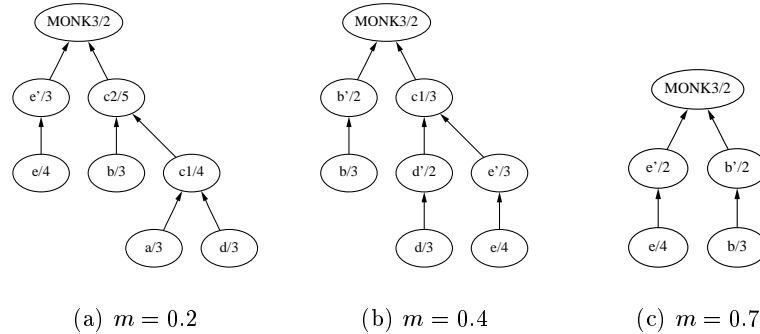 MONK3/2
MONK3/2
MONK3/2
e'/3
c2/5
b'/2
c1/3
e'/2
b'/2
e/4
b/3
c1/4
b/3
d'/2
e'/3
e/4
b/3
a/3
d/3
d/3
e/4
(a) m = 0.2
(b) m = 0.4
(c) m = 0.7